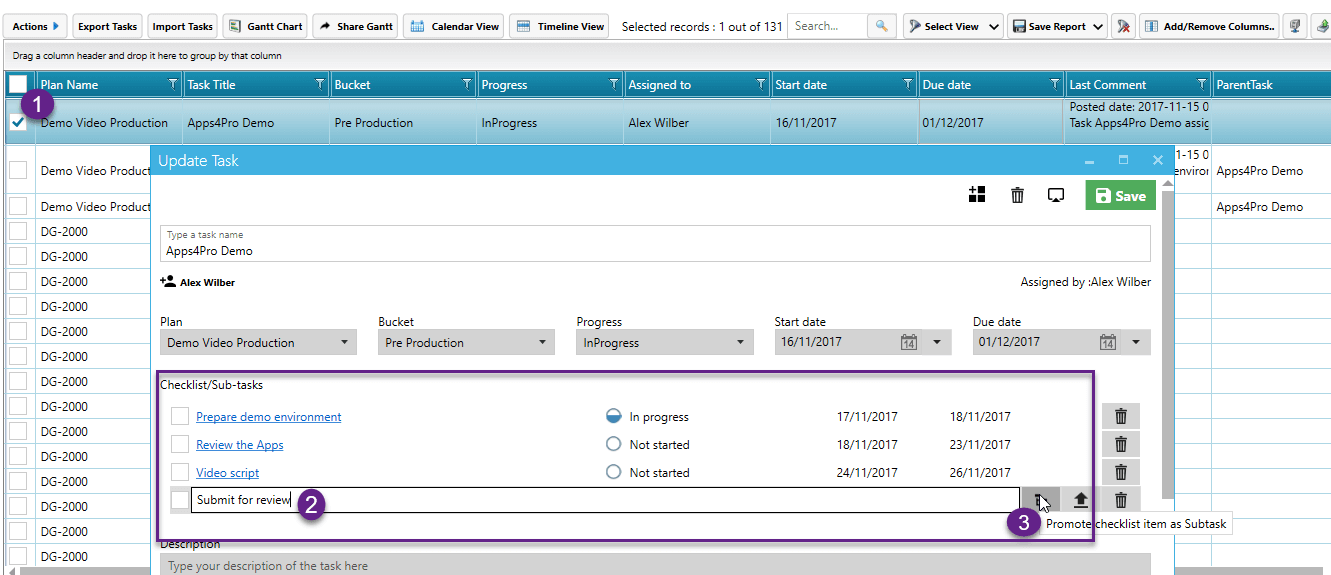 Actions Export Tasks Import Tasks Gantt Chart Share Gantt Calendar View Timeline View Selected records : 1 out of 131 Search... Select View Save Report Add/Remove Columns..
Drag a column header and drop it here to group by that column
Plan Name Task Title Bucket Progress Assigned to Start date Due date Last Comment ParentTask
1
Posted date: 2017-11-15 0
Demo Video Production Apps4Pro Demo Pre Production InProgress Alex Wilber 16/11/2017 01/12/2017 Task Apps4Pro Demo assig
Update Task
1-15 0
Demo Video Product
Apps4Pro Demo
Save
Demo Video Product
Apps4Pro Demo
DG-2000
DG-2000
DG-2000
DG-2000
DG-2000
DG-2000
DG-2000
DG-2000
DG-2000
DG-2000
DG-2000
DG-2000
DG-2000
DG-2000
Type a task name
Apps4Pro Demo
Alex Wilber Assigned by :Alex Wilber
Plan Bucket Progress Start date Due date
Demo Video Production Pre Production InProgress 16/11/2017 14 01/12/2017 14
Checklist/Sub-tasks
Prepare demo environment In progress 17/11/2017 18/11/2017
Review the Apps Not started 18/11/2017 23/11/2017
Video script Not started 24/11/2017 26/11/2017
Submit for review 2
3 Promote checklist item as Subtask
Description
Type your description of the task here